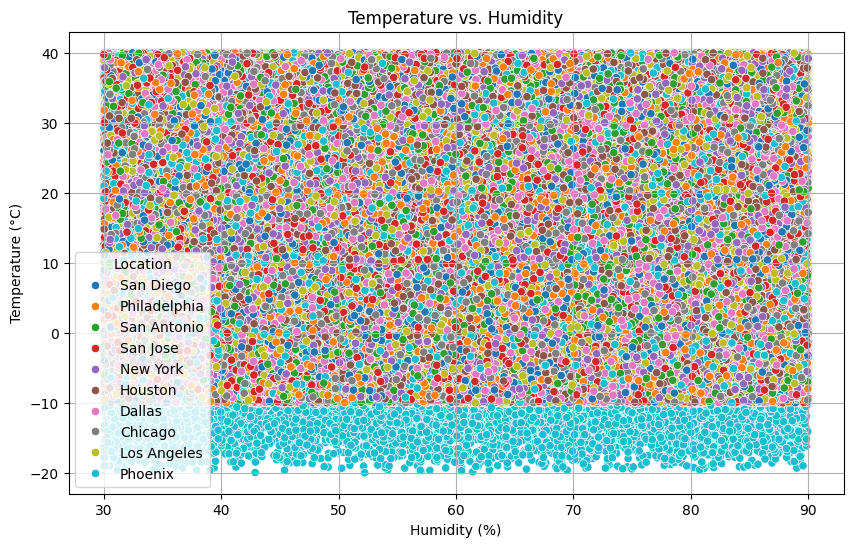 Temperature vs. Humidity
Temperature (°C)
40
30
20
10
0
−10
−20
Location
San Diego
Philadelphia
San Antonio
San Jose
New York
Houston
Dallas
Chicago
Los Angeles
Phoenix
30 40 50 60 70 80 90
Humidity (%)